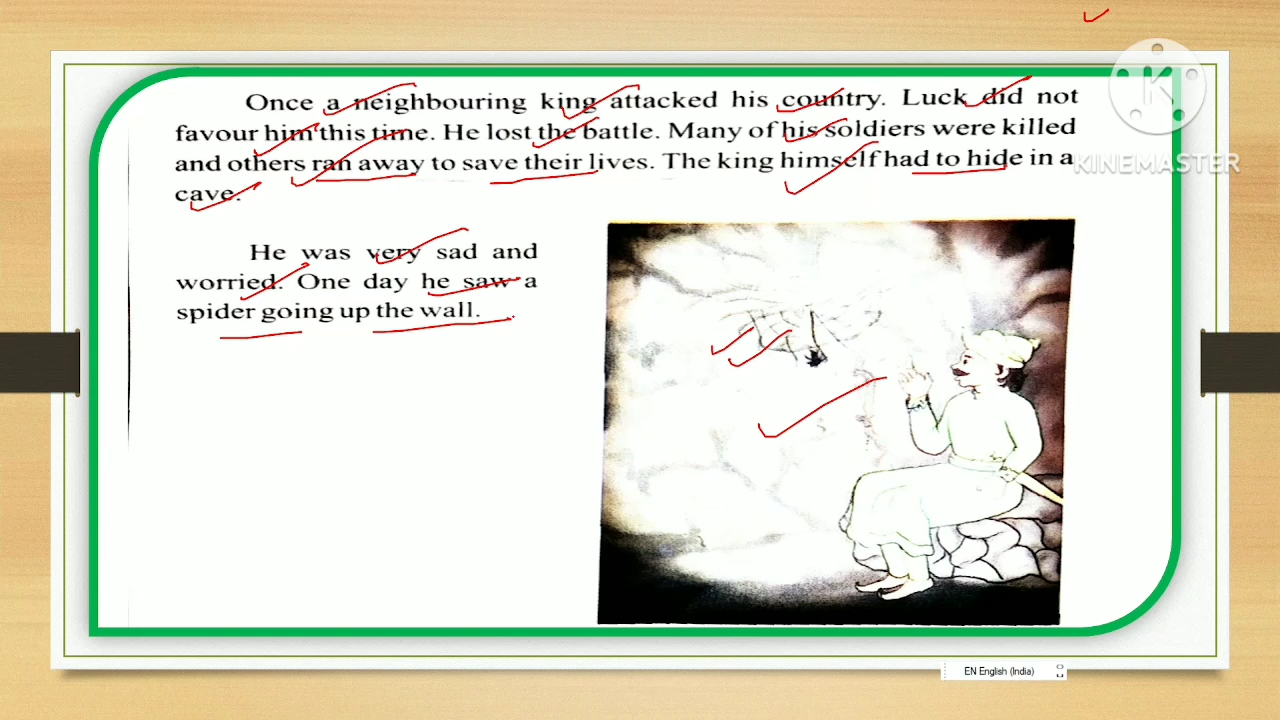 Once a neighbouring king attacked his country. Luck did not
favour him this time. He lost the battle. Many of his soldiers were killed
and others ran away to save their lives. The king himself had to hide in a
cave.
He was very sad and
worried. One day he saw a
spider going up the wall.
K
KINEMASTER
EN English (India)